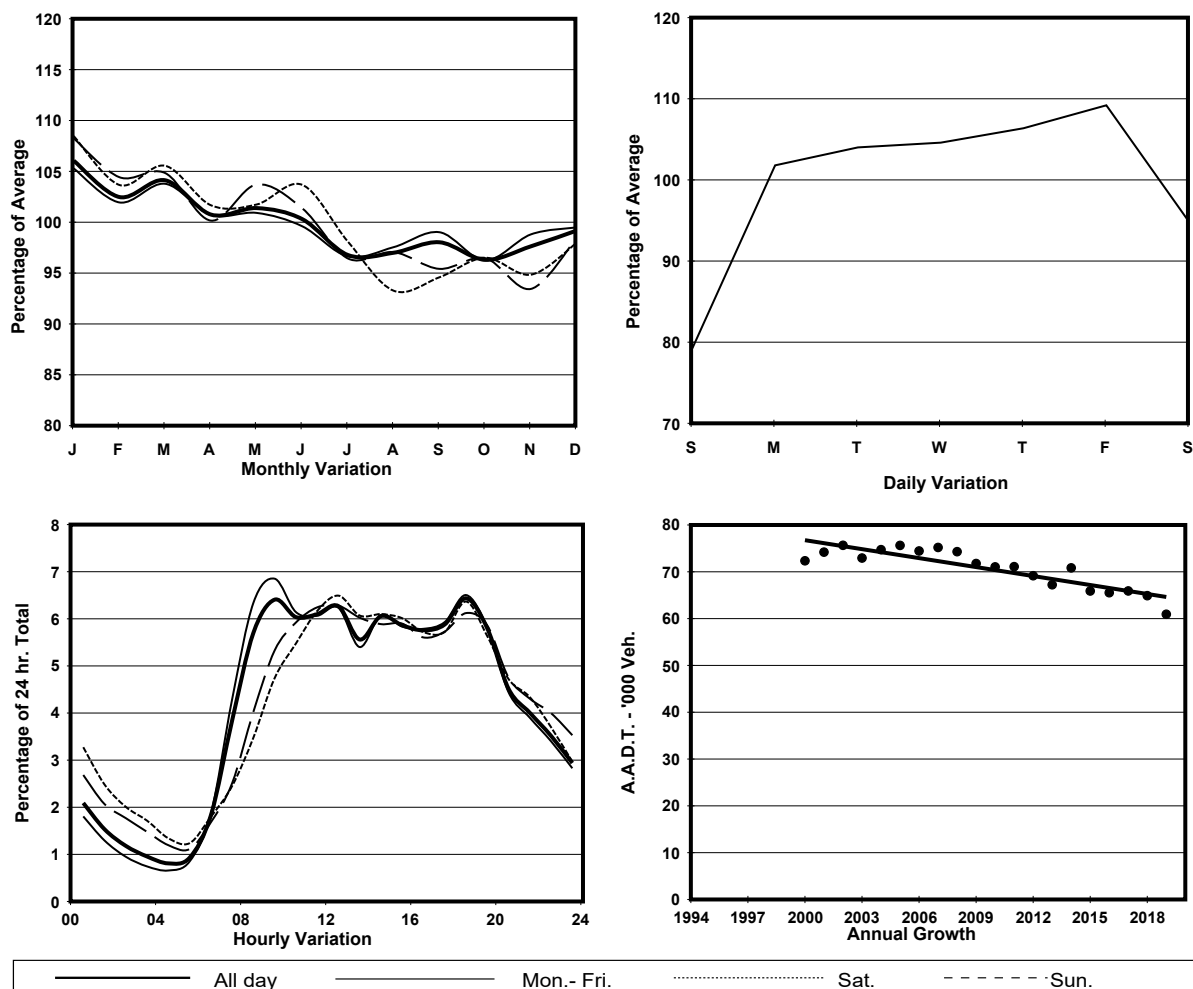 120
115
110
105
100
95
90
85
80
Percentage of Average
J F M A M J J A S O N D
Monthly Variation
120
110
100
90
80
70
Percentage of Average
S M T W T F S
Daily Variation
8
7
6
5
4
3
2
1
0
Percentage of 24 hr. Total
00 04 08 12 16 20 24
Hourly Variation
80
70
60
50
40
30
20
10
0
A.A.D.T. - '000 Veh.
1994 1997 2000 2003 2006 2009 2012 2015 2018
Annual Growth
All day Mon.- Fri. Sat. Sun.